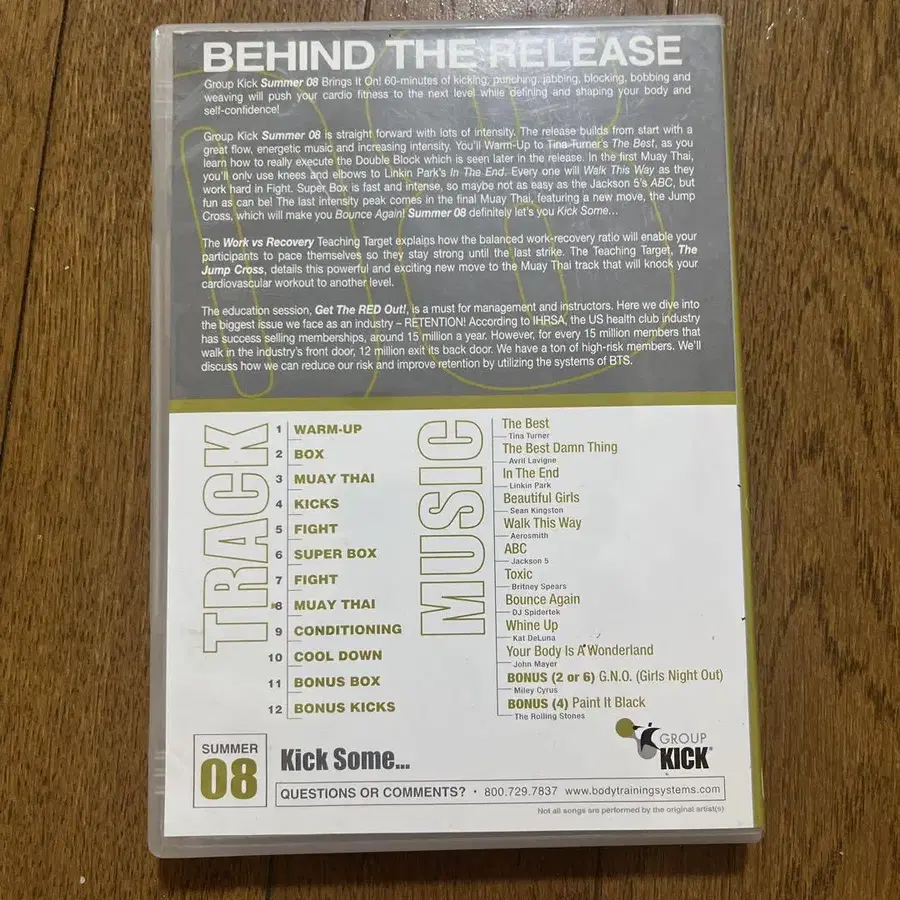 BEHIND THE RELEASE
Group Kick Summer 08 Brings It On! 60-minutes of kicking, punching, jabbing, blocking, bobbing and
weaving will push your cardio fitness to the next level while defining and shaping your body and
self-confidence!
Group Kick Summer 08 is straight forward with lots of intensity. The release builds from start with a
great flow, energetic music and increasing intensity. You'll Warm-Up to Tina Turner's The Best, as you
learn how to really execute the Double Block which is seen later in the release. In the first Muay Thai,
you'll only use knees and elbows to Linkin Park's In The End. Every one will Walk This Way as they
work hard in Fight. Super Box is fast and intense, so maybe not as easy as the Jackson 5's ABC, but
fun as can be! The last intensity peak comes in the final Muay Thai, featuring a new move, the Jump
Cross, which will make you Bounce Again! Summer 08 definitely let's you Kick Some...
The Work vs Recovery Teaching Target explains how the balanced work-recovery ratio will enable your
participants to pace themselves so they stay strong until the last strike. The Teaching Target, The
Jump Cross, details this powerful and exciting new move to the Muay Thai track that will knock your
cardiovascular workout to another level.
The education session, Get The RED Out!, is a must for management and instructors. Here we dive into
the biggest issue we face as an industry – RETENTION! According to IHRSA, the US health club industry
has success selling memberships, around 15 million a year. However, for every 15 million members that
walk in the industry's front door, 12 million exit its back door. We have a ton of high-risk members. We'll
discuss how we can reduce our risk and improve retention by utilizing the systems of BTS.
TRACK
1 WARM-UP
2 BOX
3 MUAY THAI
4 KICKS
5 FIGHT
6 SUPER BOX
7 FIGHT
8 MUAY THAI
9 CONDITIONING
10 COOL DOWN
11 BONUS BOX
12 BONUS KICKS
MUSIC
The Best
Tina Turner
The Best Damn Thing
Avril Lavigne
In The End
Linkin Park
Beautiful Girls
Sean Kingston
Walk This Way
Aerosmith
ABC
Jackson 5
Toxic
Britney Spears
Bounce Again
DJ Spidertek
Whine Up
Kat DeLuna
Your Body Is A Wonderland
John Mayer
BONUS (2 or 6) G.N.O. (Girls Night Out)
Miley Cyrus
BONUS (4) Paint It Black
The Rolling Stones
SUMMER
08
Kick Some...
GROUP
KICK
QUESTIONS OR COMMENTS? • 800.729.7837 www.bodytrainingsystems.com
Not all songs are performed by the original artist(s)